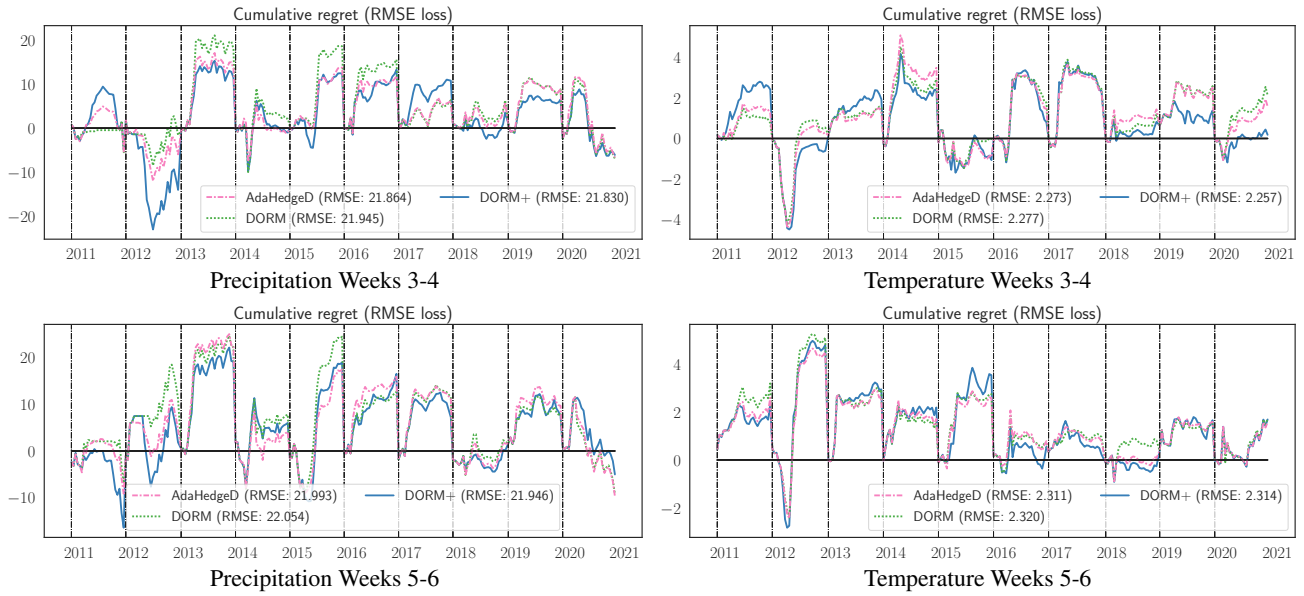 Cumulative regret (RMSE loss)
20
10
0
−10
−20
AdaHedgeD (RMSE: 21.864)
DORM (RMSE: 21.945)
DORM+ (RMSE: 21.830)
2011 2012 2013 2014 2015 2016 2017 2018 2019 2020 2021
Precipitation Weeks 3-4
Cumulative regret (RMSE loss)
4
2
0
−2
−4
AdaHedgeD (RMSE: 2.273)
DORM (RMSE: 2.277)
DORM+ (RMSE: 2.257)
2011 2012 2013 2014 2015 2016 2017 2018 2019 2020 2021
Temperature Weeks 3-4
Cumulative regret (RMSE loss)
20
10
0
−10
AdaHedgeD (RMSE: 21.993)
DORM (RMSE: 22.054)
DORM+ (RMSE: 21.946)
2011 2012 2013 2014 2015 2016 2017 2018 2019 2020 2021
Precipitation Weeks 5-6
Cumulative regret (RMSE loss)
4
2
0
−2
AdaHedgeD (RMSE: 2.311)
DORM (RMSE: 2.320)
DORM+ (RMSE: 2.314)
2011 2012 2013 2014 2015 2016 2017 2018 2019 2020 2021
Temperature Weeks 5-6